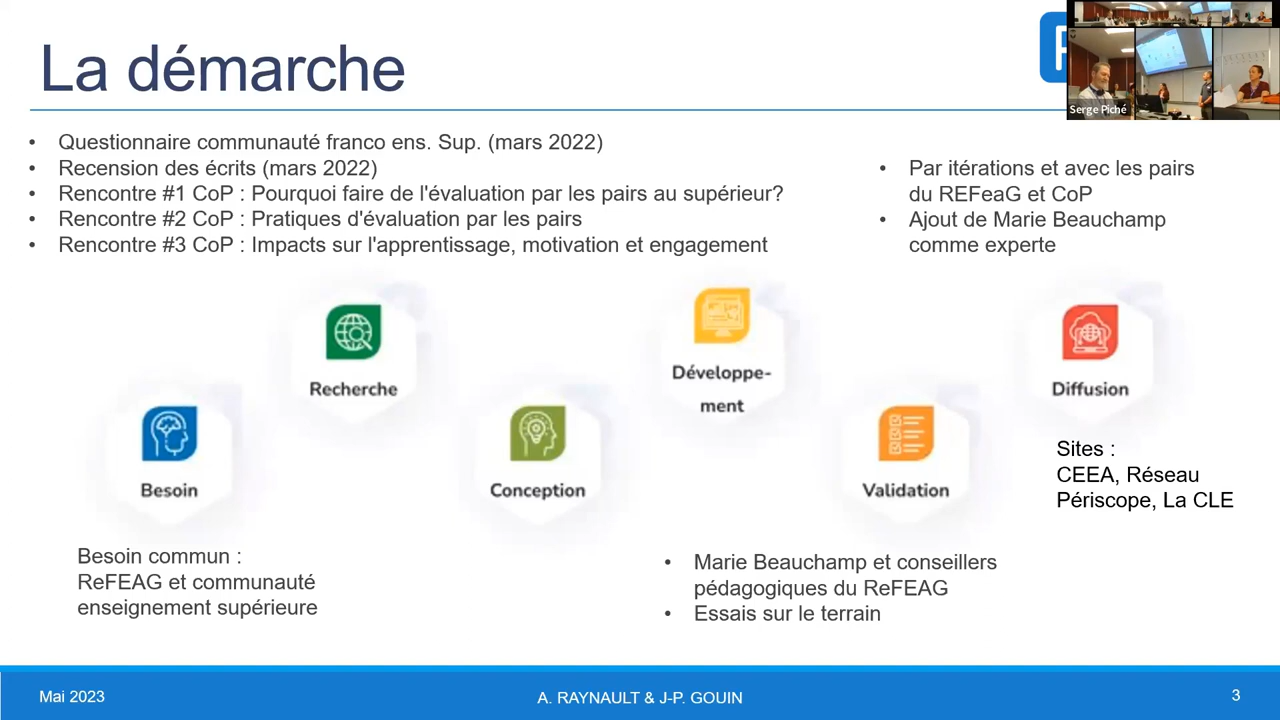 La démarche
Serge Piché
• Questionnaire communauté franco ens. Sup. (mars 2022)
• Recension des écrits (mars 2022)
• Rencontre #1 CoP : Pourquoi faire de l'évaluation par les pairs au supérieur?
• Rencontre #2 CoP : Pratiques d'évaluation par les pairs
• Rencontre #3 CoP : Impacts sur l'apprentissage, motivation et engagement
• Par itérations et avec les pairs
du REFeaG et CoP
• Ajout de Marie Beauchamp
comme experte
Besoin
Recherche
Conception
Développe-
ment
Validation
Diffusion
Sites :
CEEA, Réseau
Périscope, La CLE
Besoin commun :
ReFEAG et communauté
enseignement supérieure
• Marie Beauchamp et conseillers
pédagogiques du ReFEAG
• Essais sur le terrain
Mai 2023
A. RAYNAULT & J-P. GOUIN
3